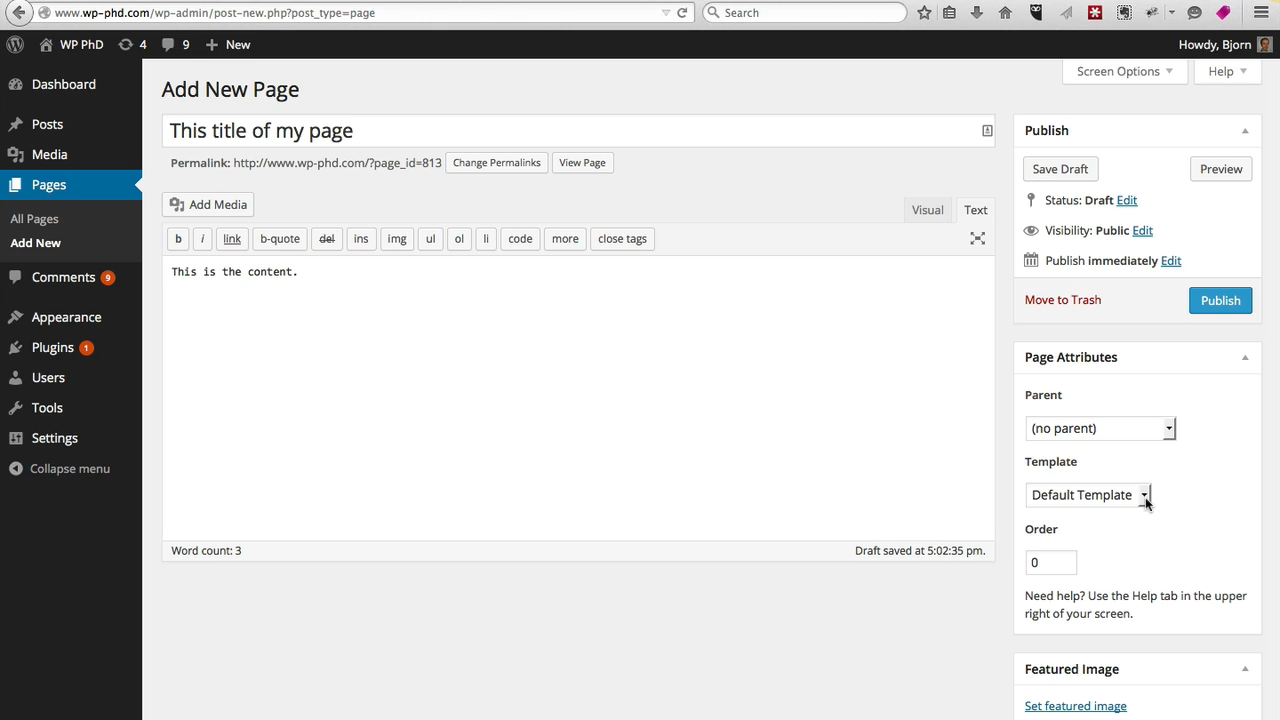 www.wp-phd.com/wp-admin/post-new.php?post_type=page
Search
WP PhD
4
9
New
Howdy, Bjorn
Dashboard
Posts
Media
Pages
All Pages
Add New
Comments 9
Appearance
Plugins 1
Users
Tools
Settings
Collapse menu
Screen Options
Help
Add New Page
This title of my page
Permalink: http://www.wp-phd.com/?page_id=813
Change Permalinks
View Page
Add Media
Visual
Text
b
i
link
b-quote
del
ins
img
ul
ol
li
code
more
close tags
This is the content.
Word count: 3
Draft saved at 5:02:35 pm.
Publish
Save Draft
Preview
Status: Draft Edit
Visibility: Public Edit
Publish immediately Edit
Move to Trash
Publish
Page Attributes
Parent
(no parent)
Template
Default Template
Order
0
Need help? Use the Help tab in the upper
right of your screen.
Featured Image
Set featured image